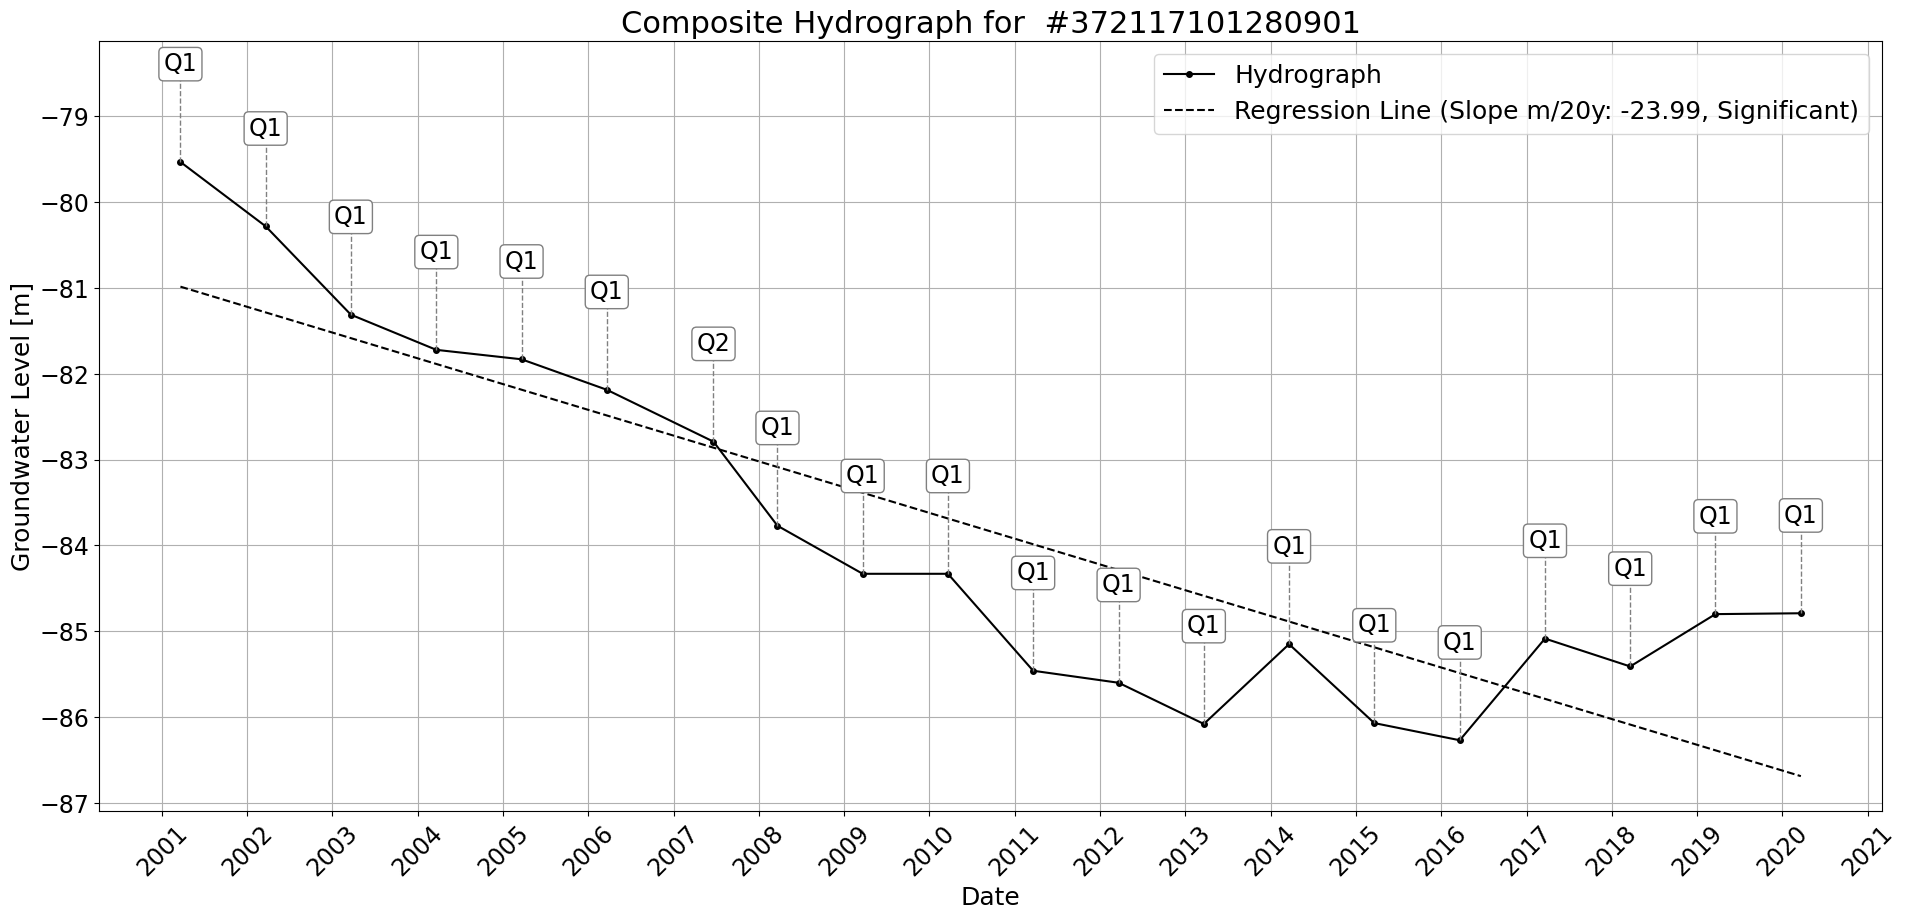 Composite Hydrograph for  #372117101280901
Hydrograph
Regression Line (Slope m/20y: -23.99, Significant)
Groundwater Level [m]
−79
−80
−81
−82
−83
−84
−85
−86
−87
Q1
Q1
Q1
Q1
Q1
Q1
Q2
Q1
Q1
Q1
Q1
Q1
Q1
Q1
Q1
Q1
Q1
Q1
Q1
Q1
2001
2002
2003
2004
2005
2006
2007
2008
2009
2010
2011
2012
2013
2014
2015
2016
2017
2018
2019
2020
2021
Date